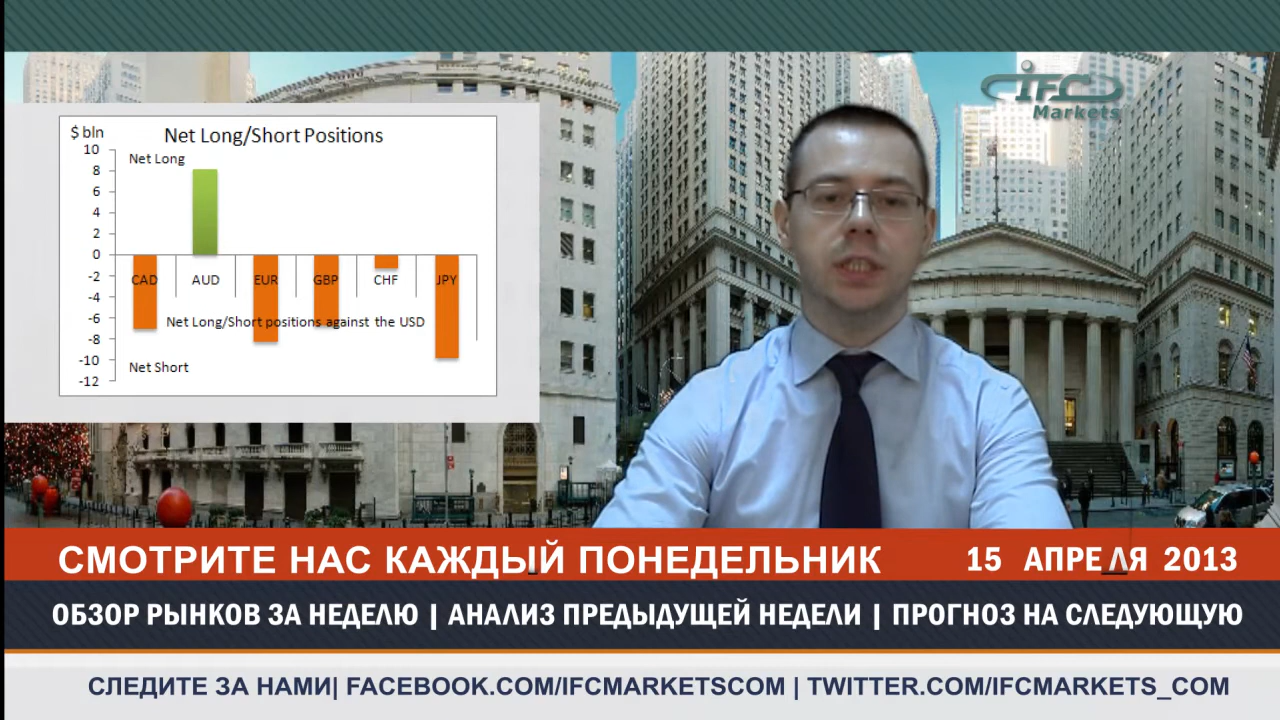 $ bln
Net Long/Short Positions
10
Net Long
8
6
4
2
0
-2
CAD AUD EUR GBP CHF JPY
-4
-6
Net Long/Short positions against the USD
-8
-10
Net Short
-12
IFC
Markets
СМОТРИТЕ НАС КАЖДЫЙ ПОНЕДЕЛЬНИК 15 АПРЕЛЯ 2013
ОБЗОР РЫНКОВ ЗА НЕДЕЛЮ | АНАЛИЗ ПРЕДЫДУЩЕЙ НЕДЕЛИ | ПРОГНОЗ НА СЛЕДУЮЩУЮ
СЛЕДИТЕ ЗА НАМИ| FACEBOOK.COM/IFCMARKETSCOM | TWITTER.COM/IFCMARKETS_COM